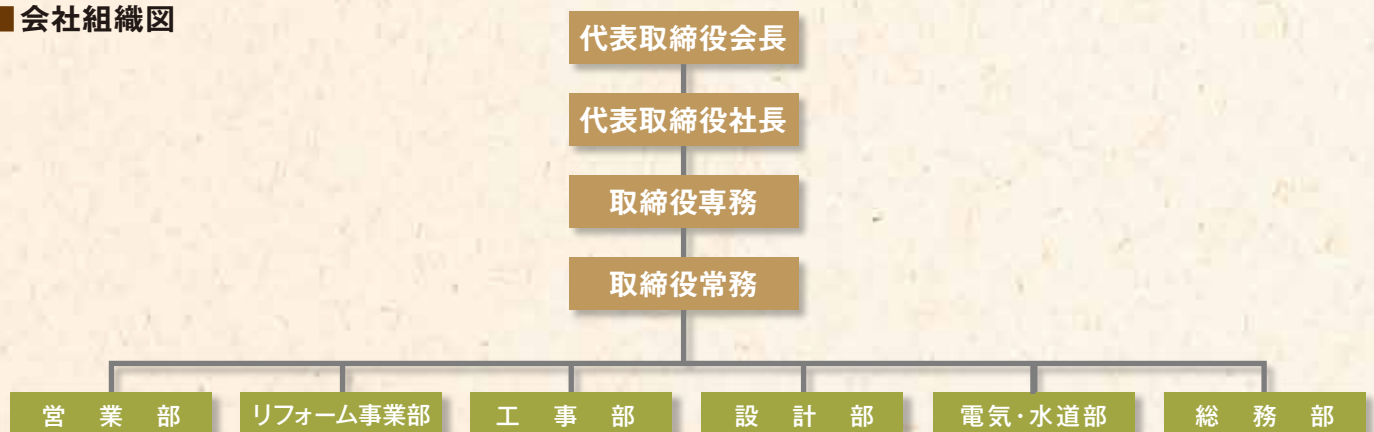 ■会社組織図
代表取締役会長
代表取締役社長
取締役専務
取締役常務
営業部
リフォーム事業部
工事部
設計部
電気・水道部
総務部